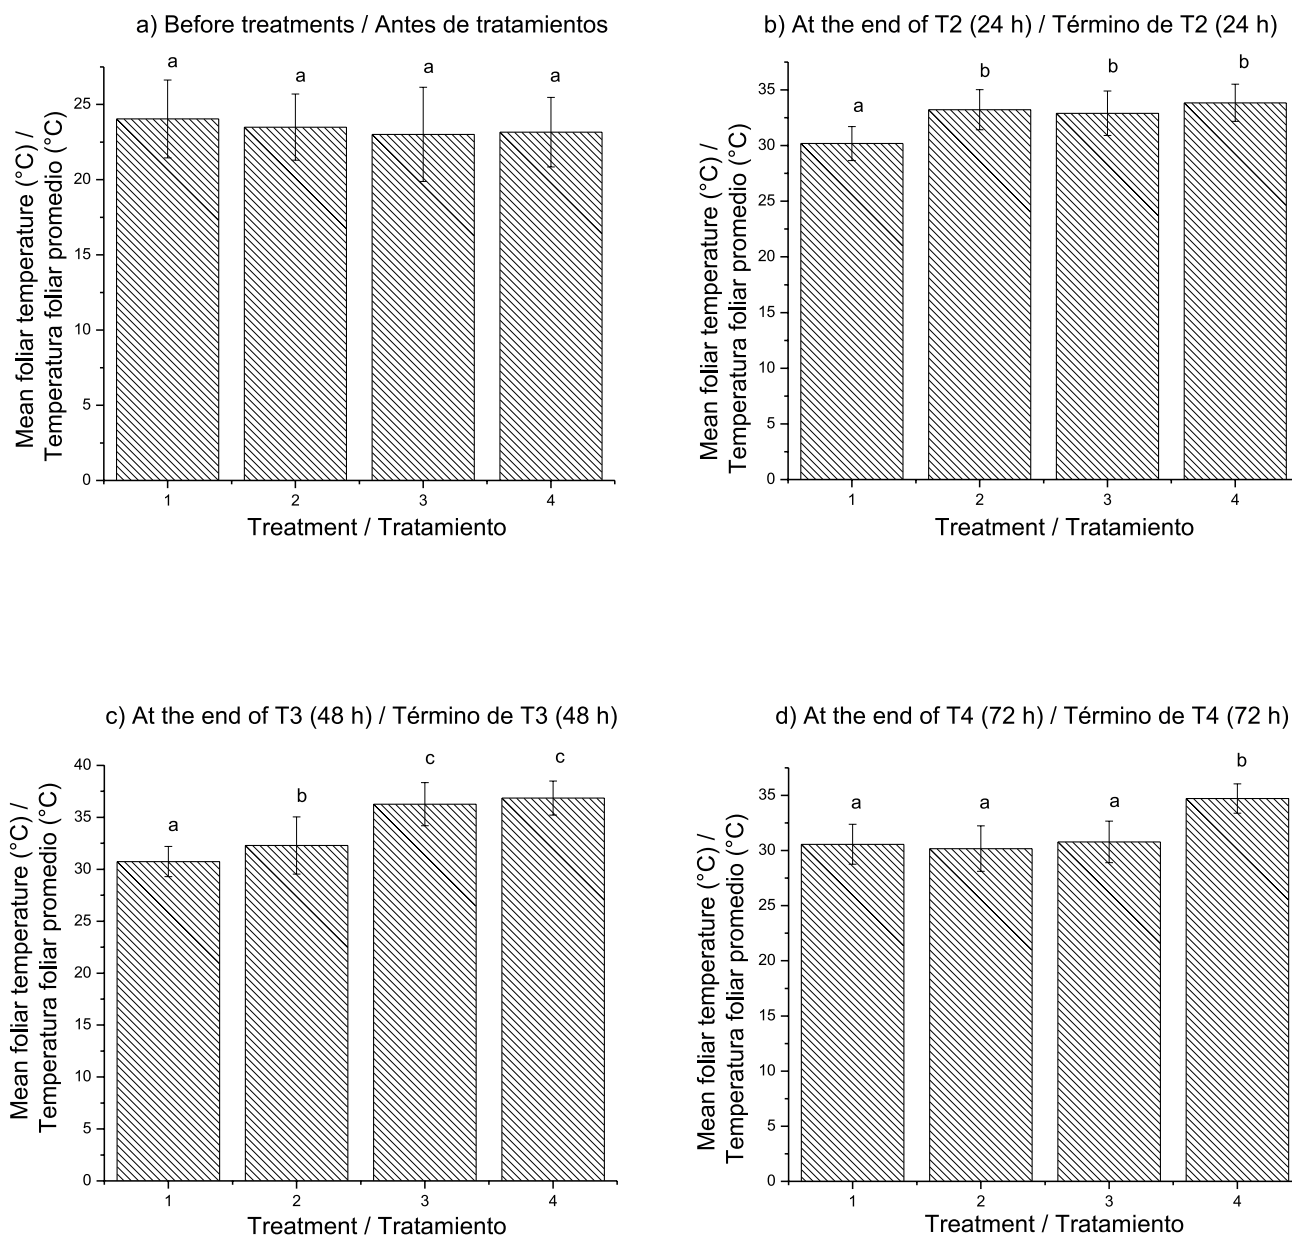 a) Before treatments / Antes de tratamientos
Mean foliar temperature (°C) /
Temperatura foliar promedio (°C)
25
20
15
10
5
0
a
a
a
a
1
2
3
4
Treatment / Tratamiento
b) At the end of T2 (24 h) / Término de T2 (24 h)
Mean foliar temperature (°C) /
Temperatura foliar promedio (°C)
35
30
25
20
15
10
5
0
a
b
b
b
1
2
3
4
Treatment / Tratamiento
c) At the end of T3 (48 h) / Término de T3 (48 h)
Mean foliar temperature (°C) /
Temperatura foliar promedio (°C)
40
35
30
25
20
15
10
5
0
a
b
c
c
1
2
3
4
Treatment / Tratamiento
d) At the end of T4 (72 h) / Término de T4 (72 h)
Mean foliar temperature (°C) /
Temperatura foliar promedio (°C)
35
30
25
20
15
10
5
0
a
a
a
b
1
2
3
4
Treatment / Tratamiento